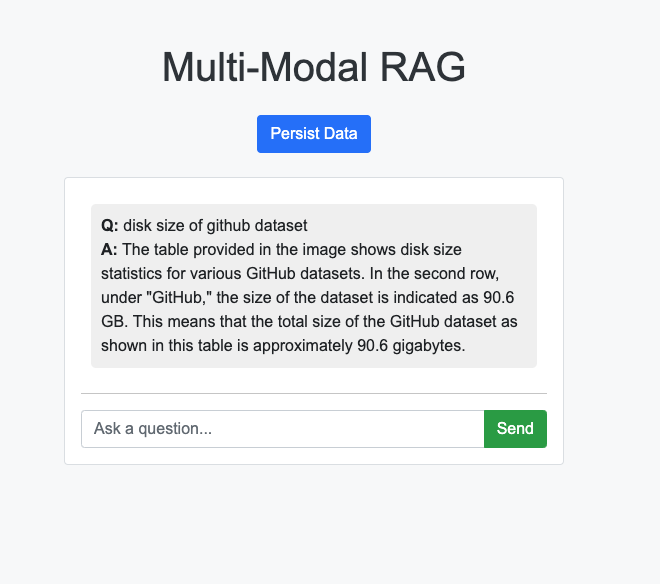 Multi-Modal RAG
Persist Data
Q: disk size of github dataset
A: The table provided in the image shows disk size
statistics for various GitHub datasets. In the second row,
under "GitHub," the size of the dataset is indicated as 90.6
GB. This means that the total size of the GitHub dataset as
shown in this table is approximately 90.6 gigabytes.
Ask a question...
Send